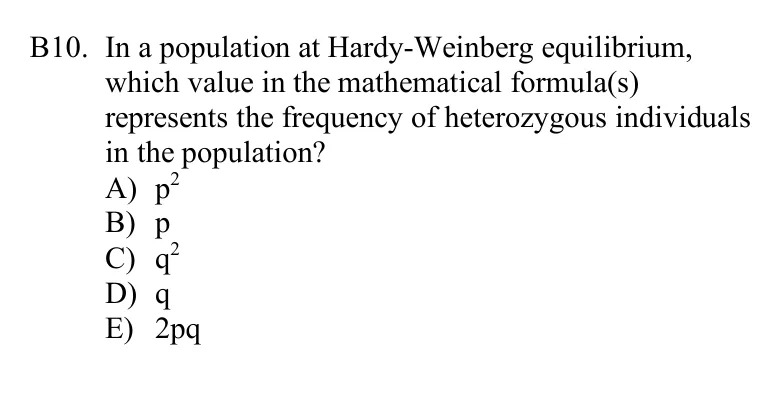 B10. In a population at Hardy-Weinberg equilibrium,
which value in the mathematical formula(s)
represents the frequency of heterozygous individuals
in the population?
A) p²
B) p
C) q²
D) q
E) 2pq